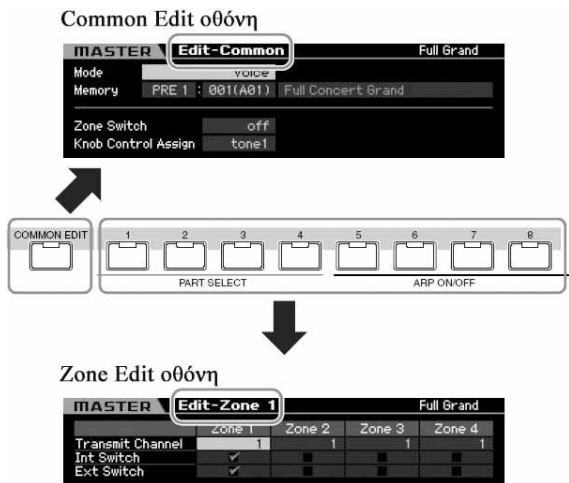 Common Edit οθόνη
MASTER Edit-Common Full Grand
Mode voice
Memory PRE 1 : 001(A01) Full Concert Grand
Zone Switch off
Knob Control Assign tone1
COMMON EDIT 1 2 3 4 5 6 7 8
PART SELECT ARP ON/OFF
Zone Edit οθόνη
MASTER Edit-Zone 1 Full Grand
Zone 1 Zone 2 Zone 3 Zone 4
Transmit Channel 1 1 1 1
Int Switch
Ext Switch